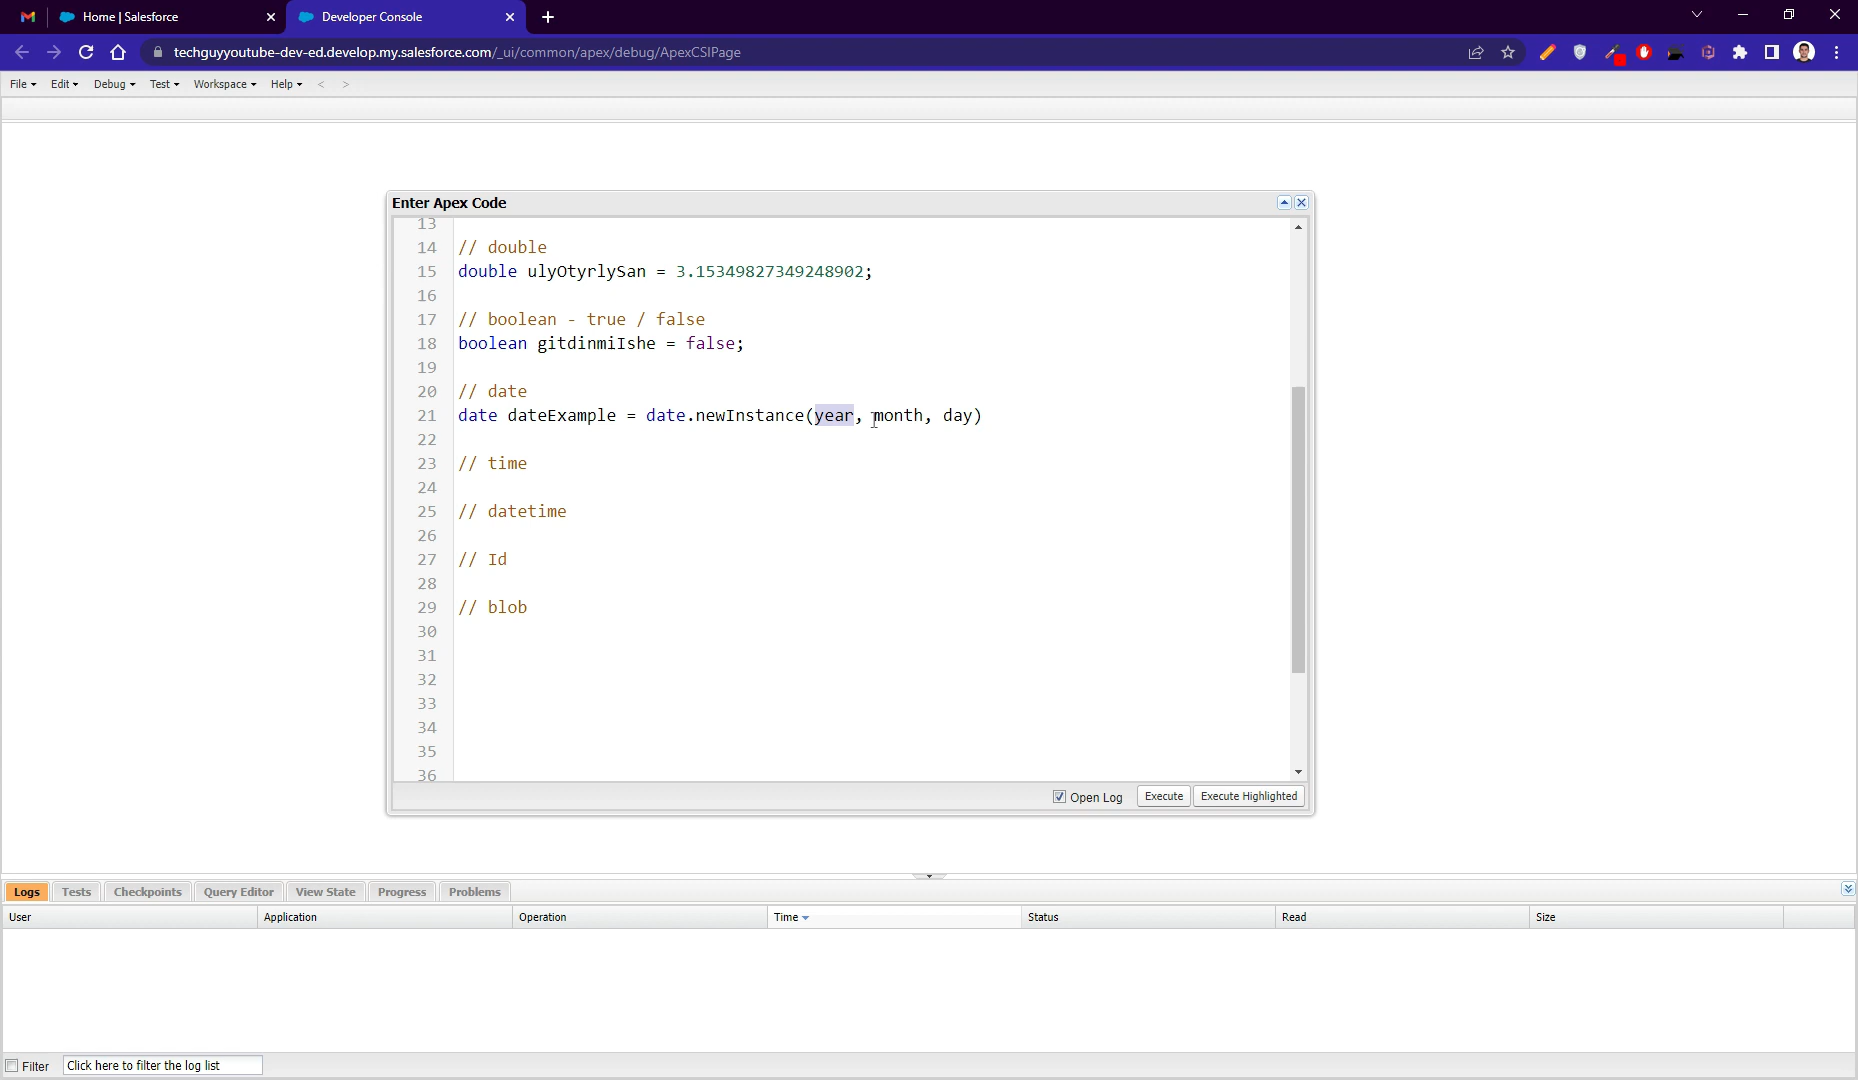 Home | Salesforce
Developer Console
techguyyoutube-dev-ed.develop.my.salesforce.com/_ui/common/apex/debug/ApexCSIPage
File Edit Debug Test Workspace Help < >
Enter Apex Code
13
14 // double
15 double ulyOtyrlySan = 3.15349827349248902;
16
17 // boolean - true / false
18 boolean gitdinmiIshe = false;
19
20 // date
21 date dateExample = date.newInstance(year, month, day)
22
23 // time
24
25 // datetime
26
27 // Id
28
29 // blob
30
31
32
33
34
35
36
Open Log Execute Execute Highlighted
Logs Tests Checkpoints Query Editor View State Progress Problems
User Application Operation Time Status Read Size
Filter Click here to filter the log list